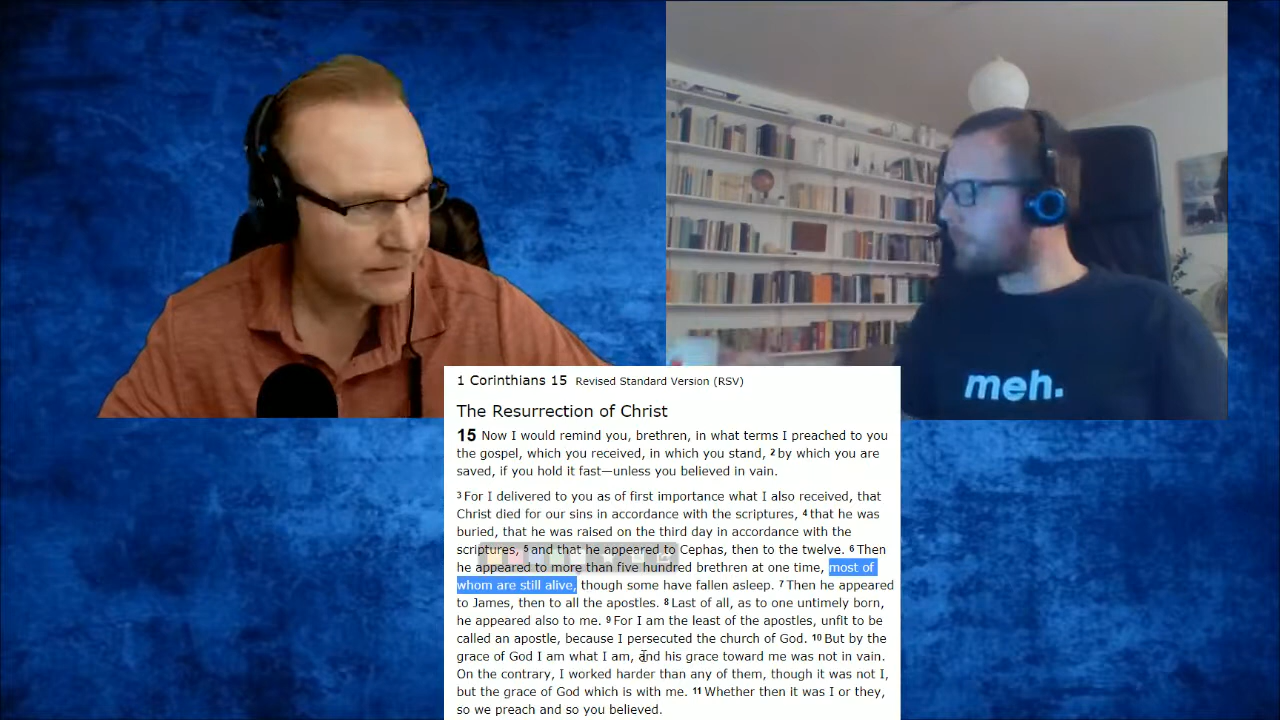 meh.
1 Corinthians 15 Revised Standard Version (RSV)
The Resurrection of Christ
15 Now I would remind you, brethren, in what terms I preached to you
the gospel, which you received, in which you stand, 2 by which you are
saved, if you hold it fast—unless you believed in vain.
3 For I delivered to you as of first importance what I also received, that
Christ died for our sins in accordance with the scriptures, 4 that he was
buried, that he was raised on the third day in accordance with the
scriptures, 5 and that he appeared to Cephas, then to the twelve. 6 Then
he appeared to more than five hundred brethren at one time, most of
whom are still alive, though some have fallen asleep. 7 Then he appeared
to James, then to all the apostles. 8 Last of all, as to one untimely born,
he appeared also to me. 9 For I am the least of the apostles, unfit to be
called an apostle, because I persecuted the church of God. 10 But by the
grace of God I am what I am, and his grace toward me was not in vain.
On the contrary, I worked harder than any of them, though it was not I,
but the grace of God which is with me. 11 Whether then it was I or they,
so we preach and so you believed.